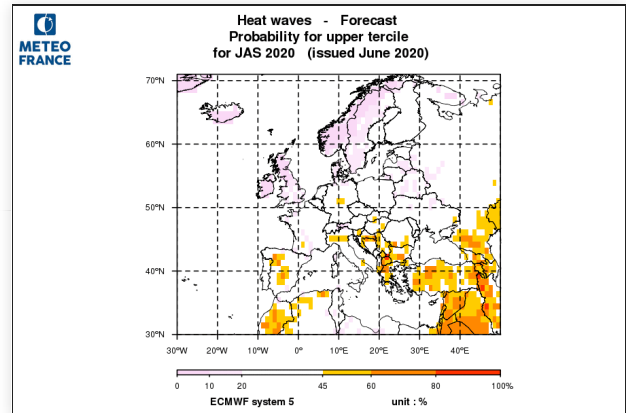 METEO
FRANCE
Heat waves - Forecast
Probability for upper tercile
for JAS 2020 (issued June 2020)
70°N
60°N
50°N
40°N
30°N
30°W 20°W 10°W 0° 10°E 20°E 30°E 40°E
0 10 20 45 60 80 100%
ECMWF system 5 unit : %